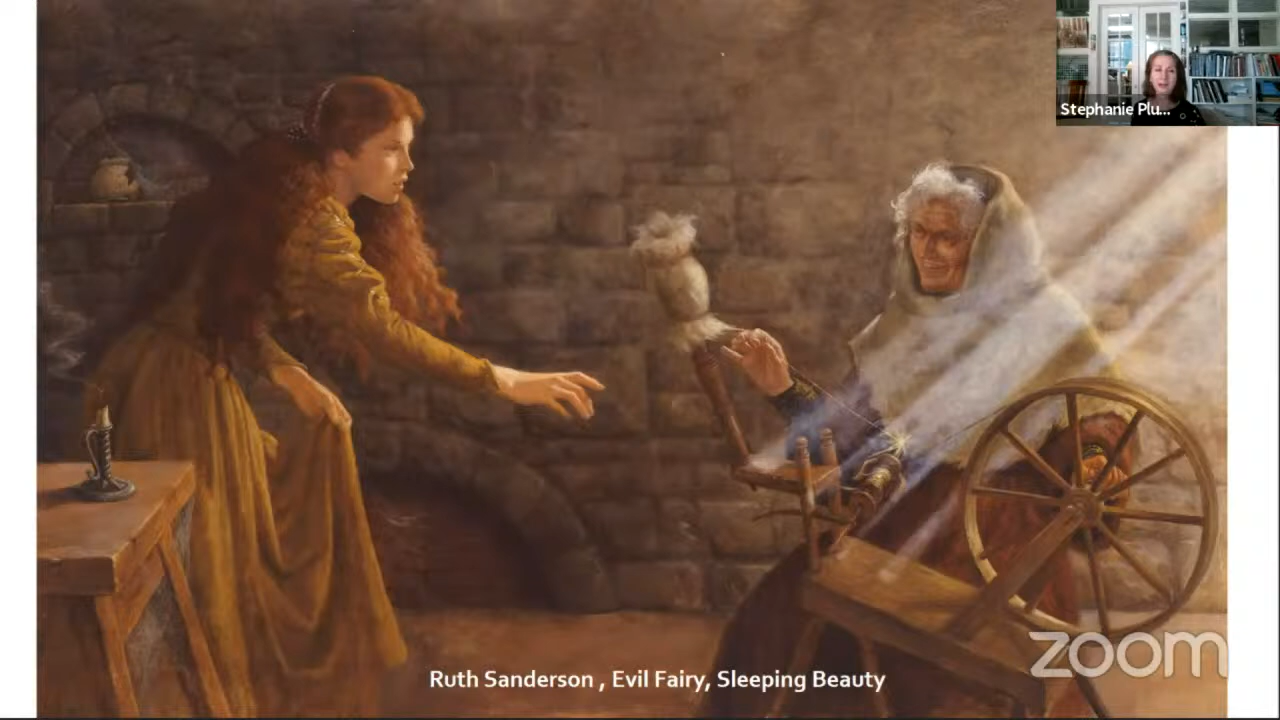 Stephanie Plu...
Ruth Sanderson , Evil Fairy, Sleeping Beauty
zoom